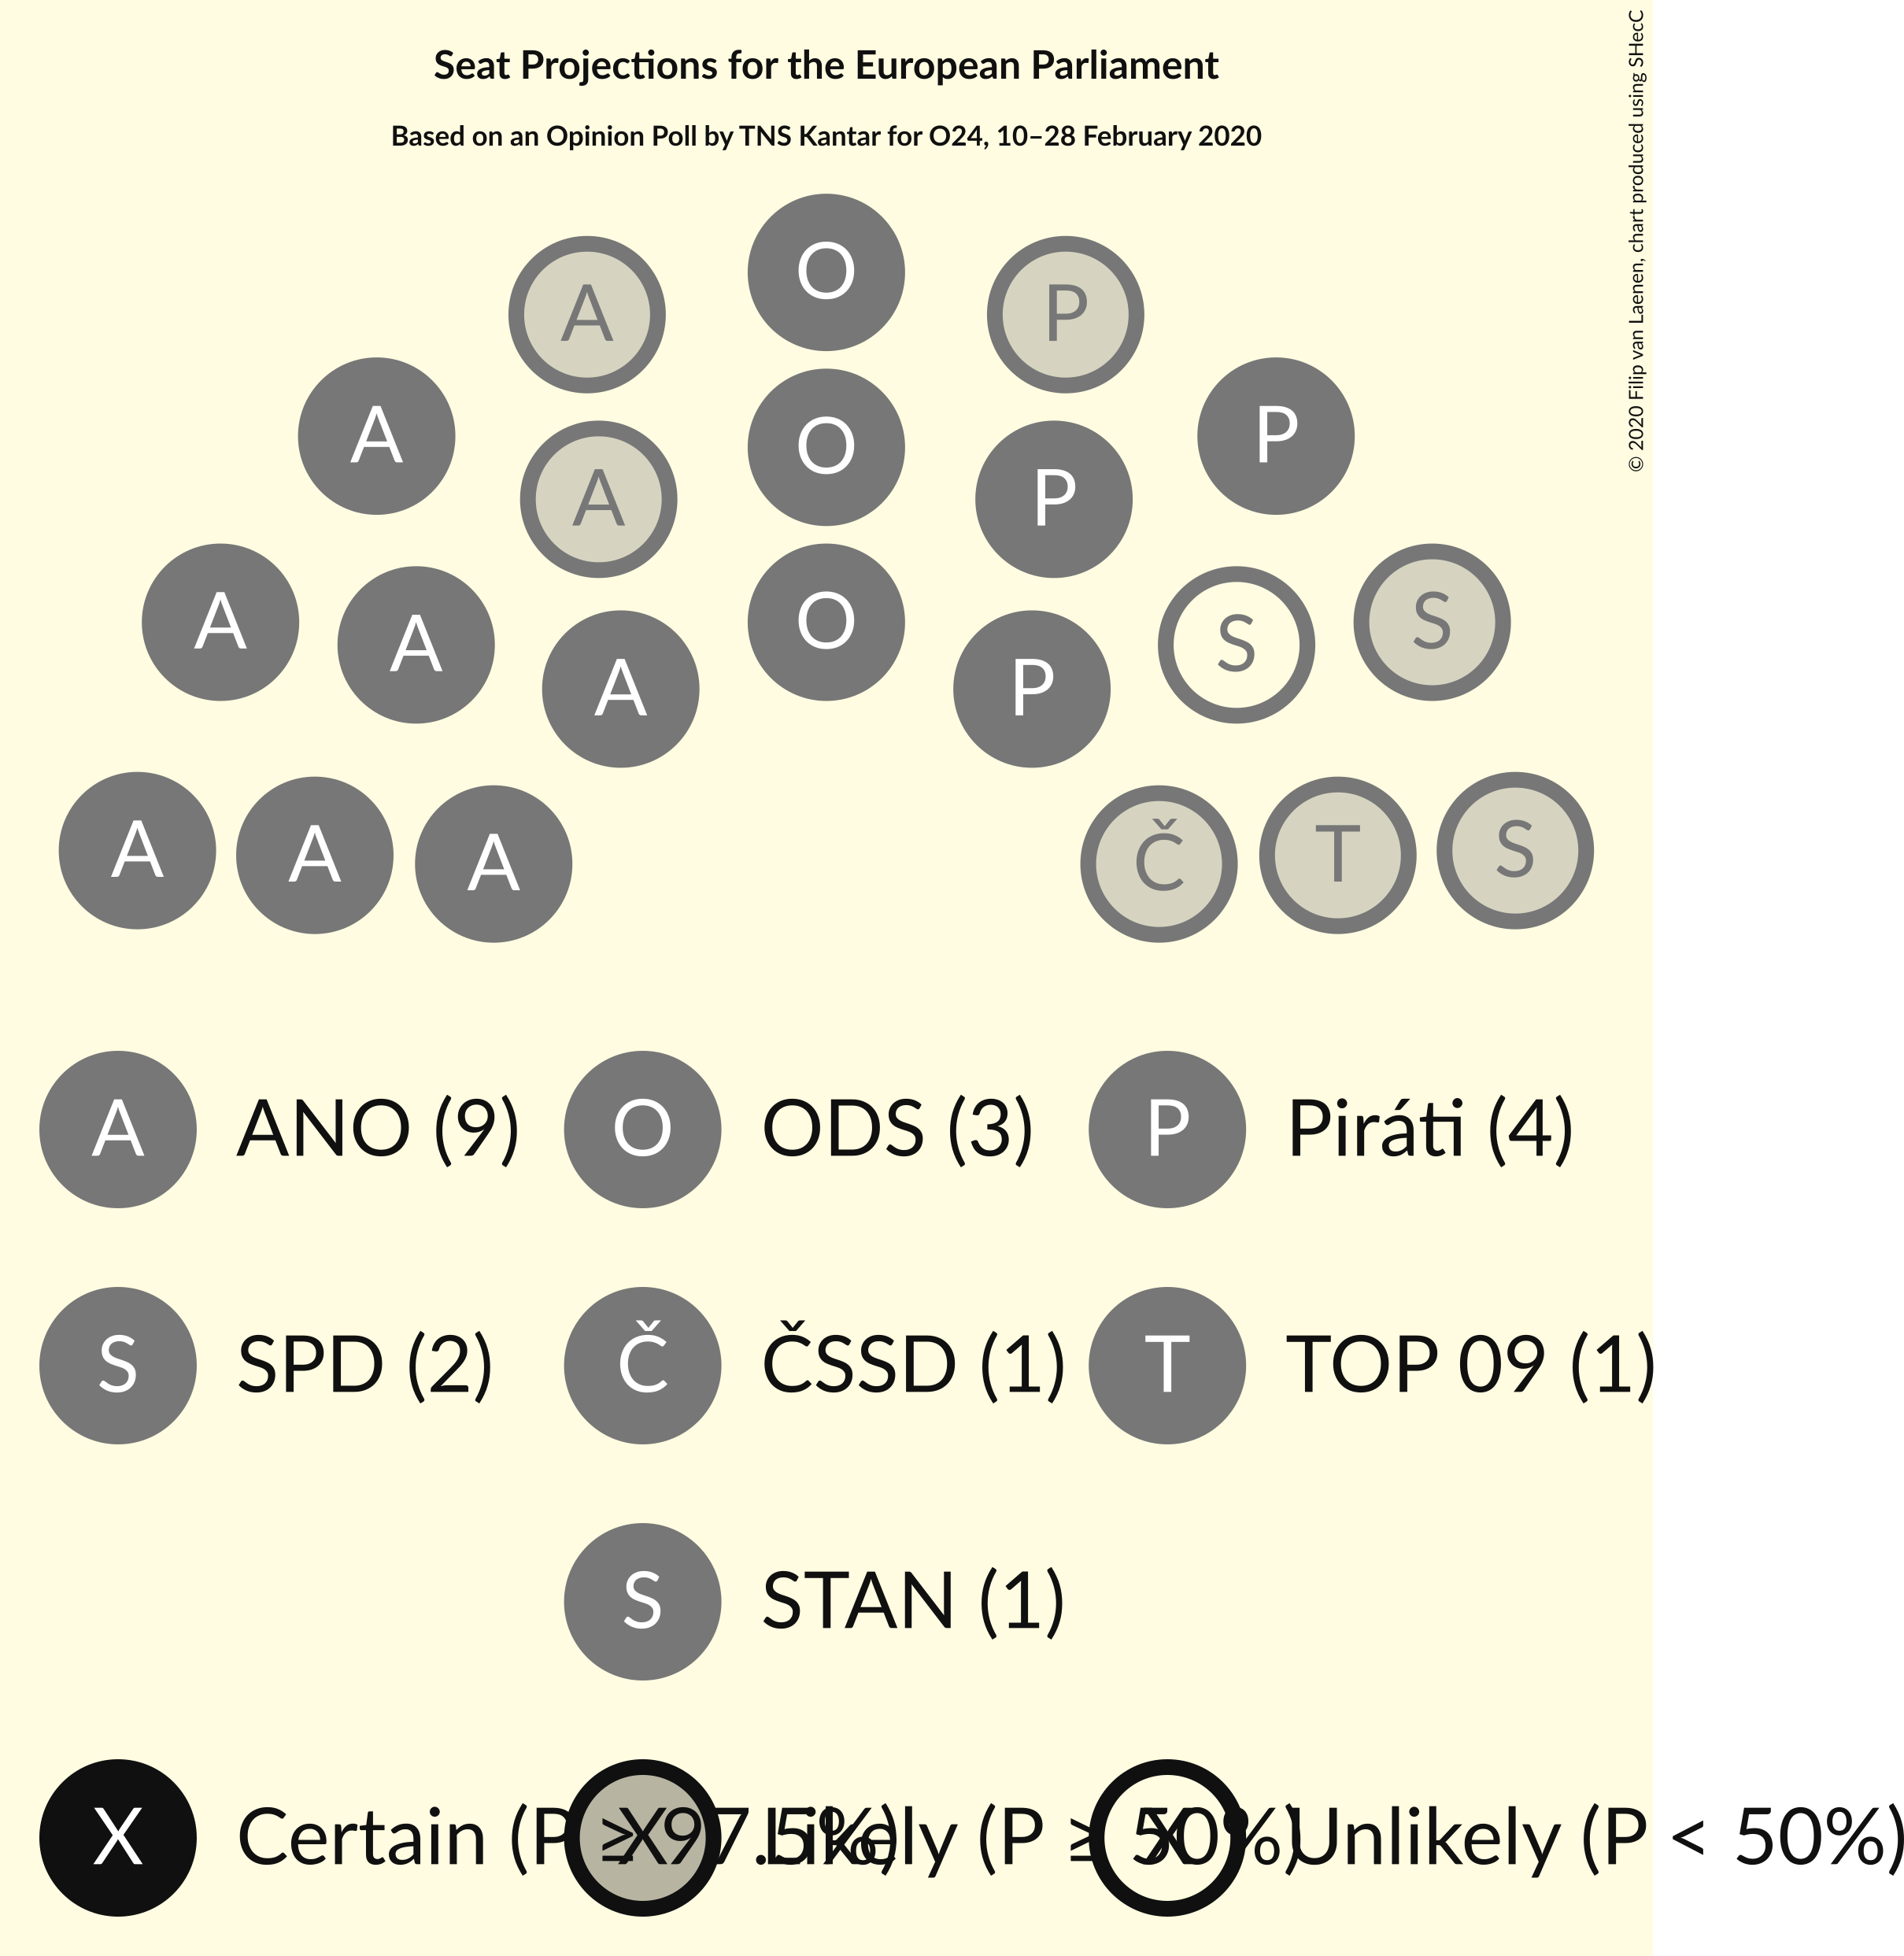 Seat Projections for the European Parliament
Based on an Opinion Poll by TNS Kantar for O24, 10–28 February 2020
© 2020 Filip van Laenen, chart produced using SHecC
O
A P
A P
O
A P
A S
O
A S
A P
A S
A T
A Č
A ANO (9) O ODS (3) P Piráti (4)
S SPD (2) Č ČSSD (1) T TOP 09 (1)
S STAN (1)
X Certain (P ≥ 97.5%) X Likely (P ≥ 50%) X Unlikely (P < 50%)